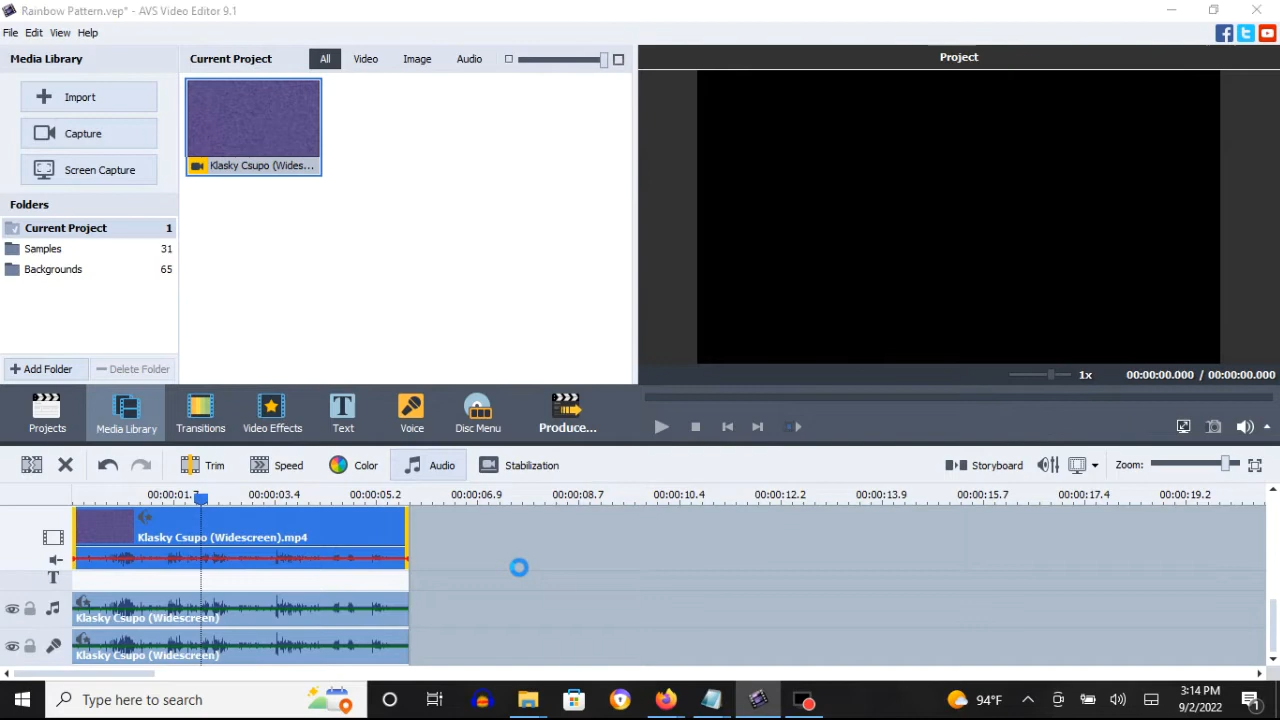 Rainbow Pattern.vep* - AVS Video Editor 9.1
File Edit View Help
Media Library
Current Project
All Video Image Audio
Project
Import
Capture
Screen Capture
Klasky Csupo (Wides...
Folders
Current Project 1
Samples 31
Backgrounds 65
Add Folder
Delete Folder
1x
00:00:00.000 / 00:00:00.000
Projects
Media Library
Transitions
Video Effects
Text
Voice
Disc Menu
Produce...
Trim
Speed
Color
Audio
Stabilization
Storyboard
Zoom:
00:00:01.7 00:00:03.4 00:00:05.2 00:00:06.9 00:00:08.7 00:00:10.4 00:00:12.2 00:00:13.9 00:00:15.7 00:00:17.4 00:00:19.2
Klasky Csupo (Widescreen).mp4
T
Klasky Csupo (Widescreen)
Klasky Csupo (Widescreen)
Type here to search
94°F
3:14 PM
9/2/2022
1